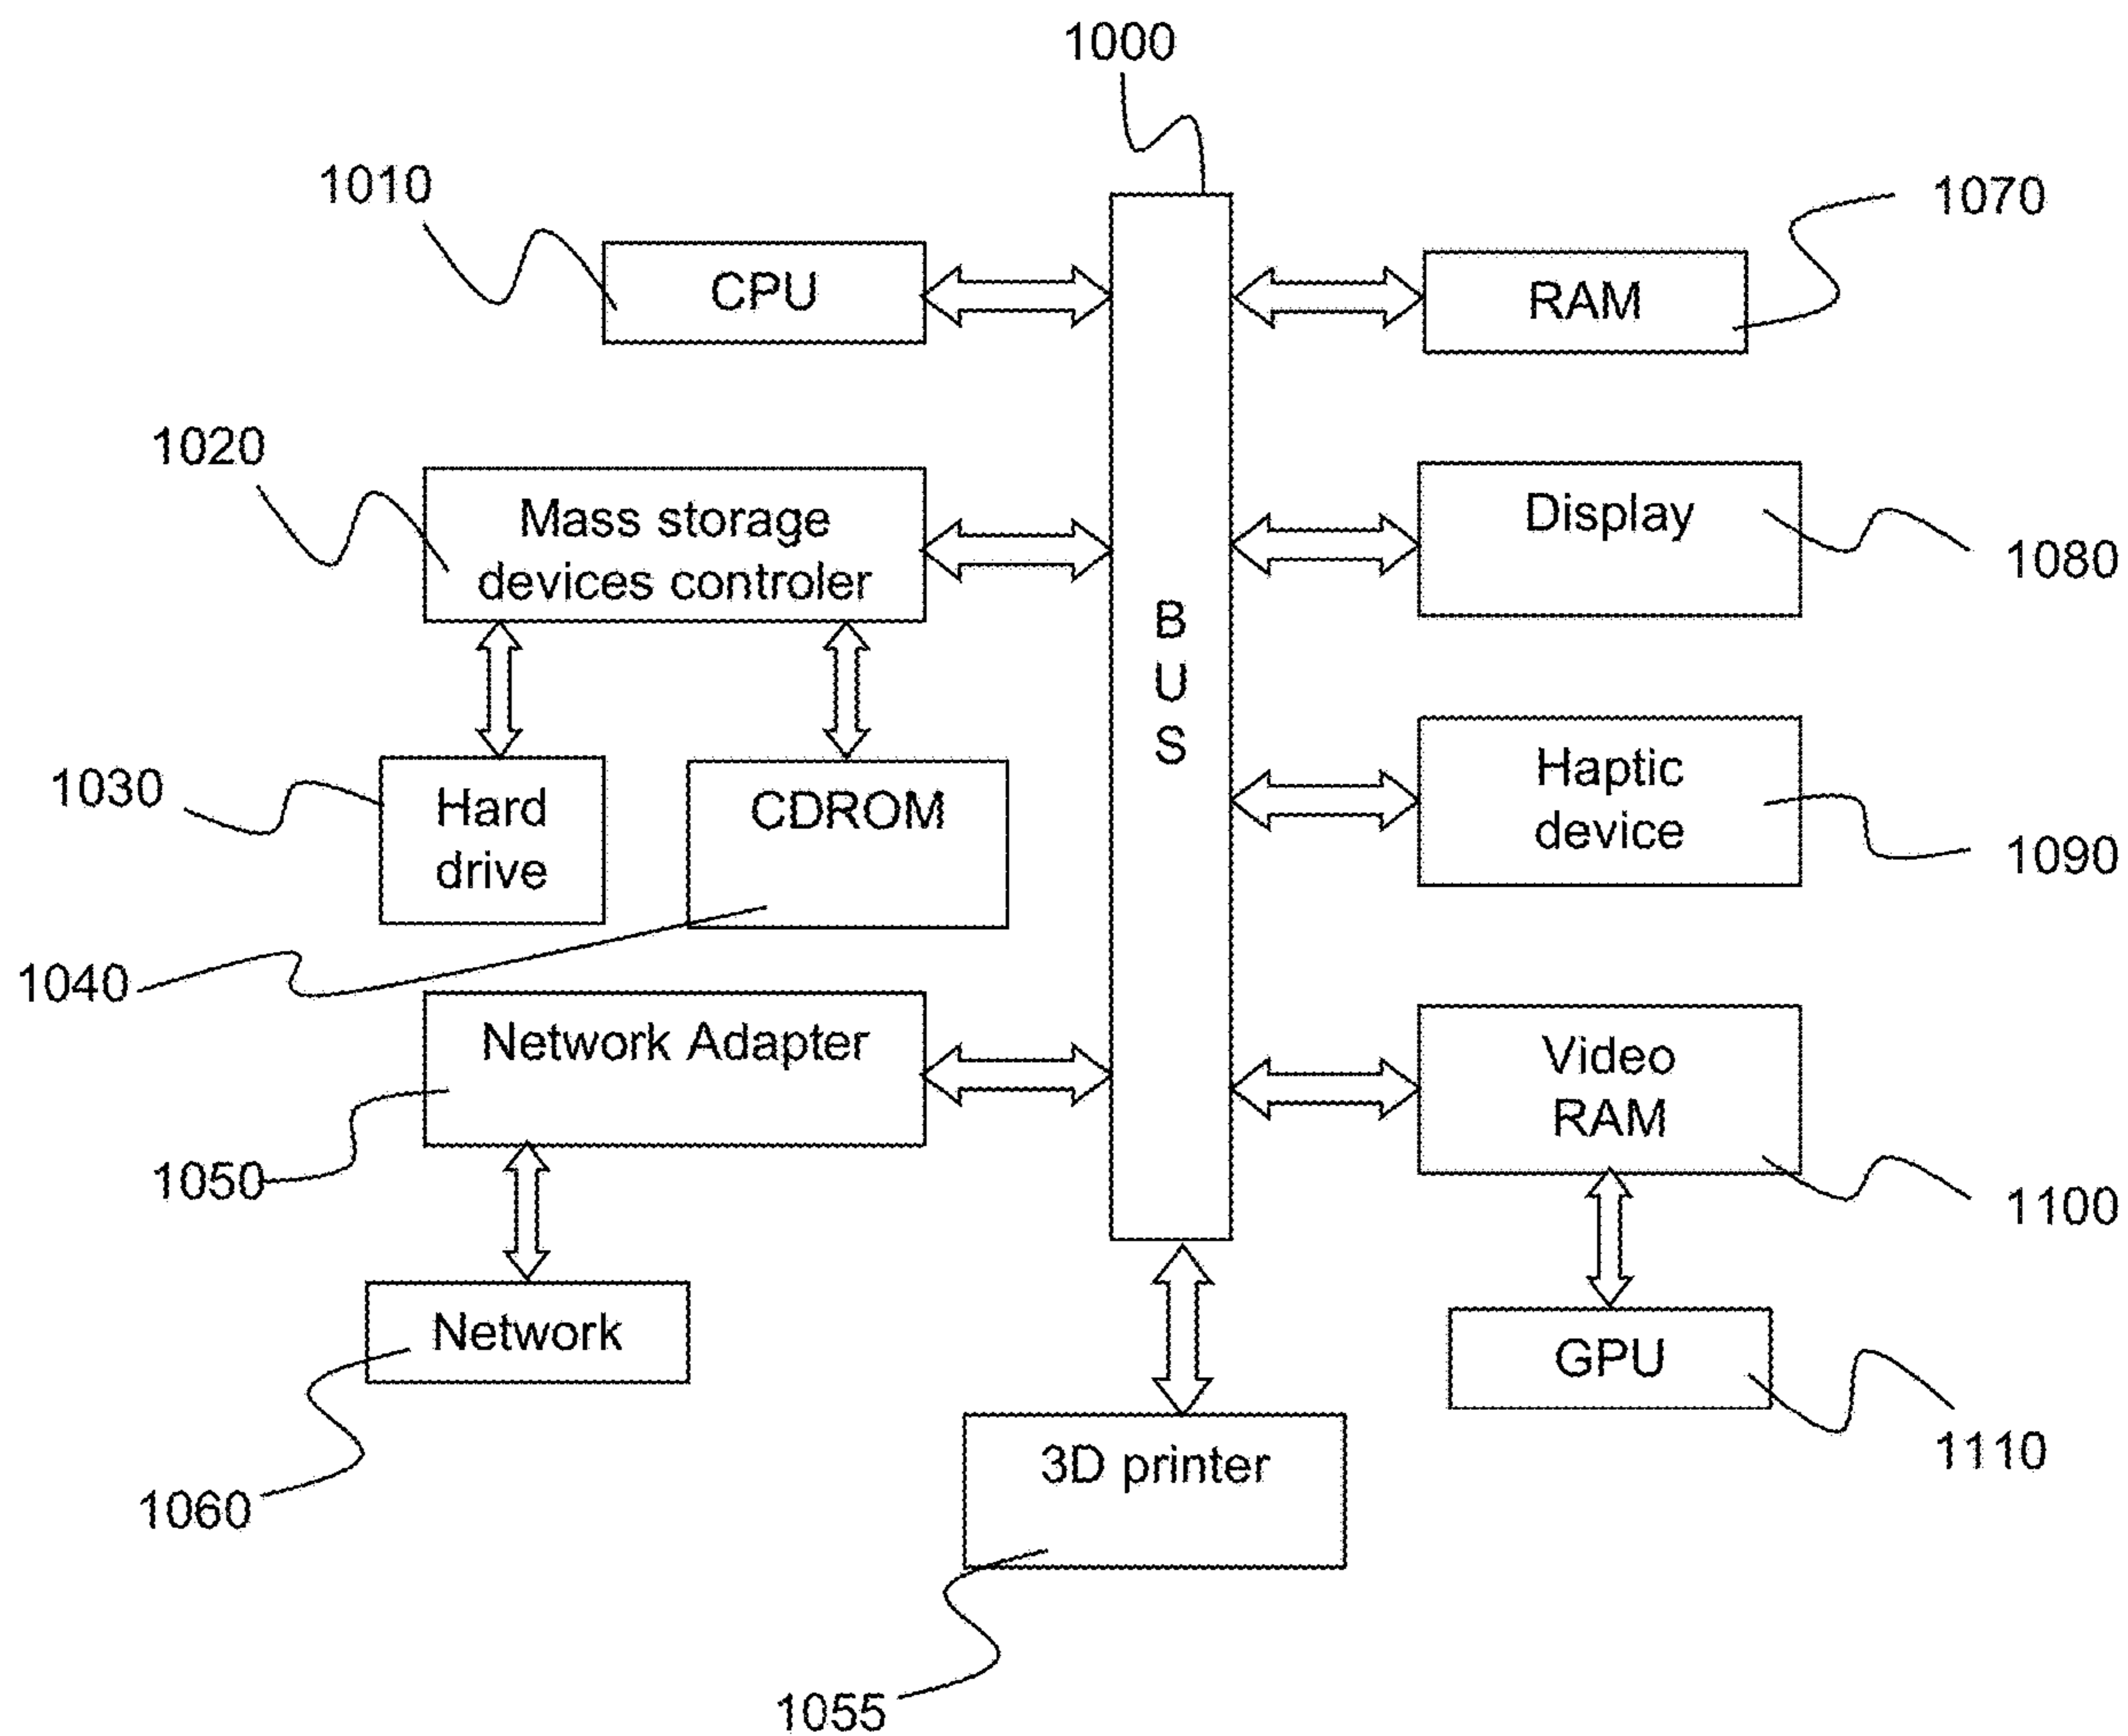 1000
1010
CPU
RAM
1070
1020
Mass storage
devices controler
Display
1080
B
U
S
1030
Hard
drive
CDROM
Haptic
device
1090
1040
Network Adapter
1050
Video
RAM
1100
Network
1060
GPU
1110
3D printer
1055